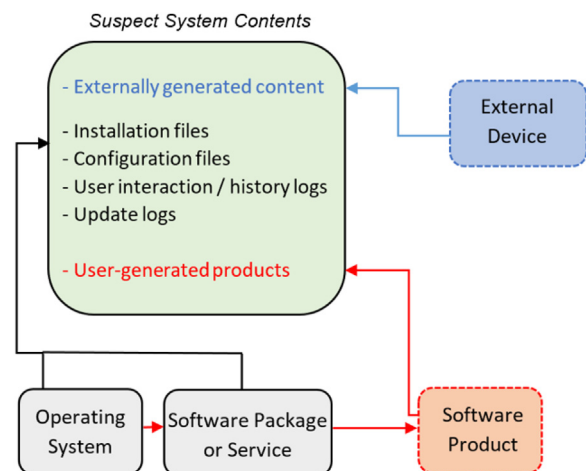 Suspect System Contents
- Externally generated content
- Installation files
- Configuration files
- User interaction / history logs
- Update logs
- User-generated products
External
Device
Operating
System
Software Package
or Service
Software
Product